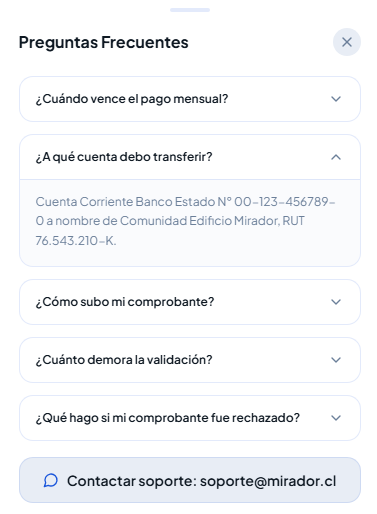 Preguntas Frecuentes
¿Cuándo vence el pago mensual?
¿A qué cuenta debo transferir?
Cuenta Corriente Banco Estado N° 00-123-456789-
0 a nombre de Comunidad Edificio Mirador, RUT
76.543.210-K.
¿Cómo subo mi comprobante?
¿Cuánto demora la validación?
¿Qué hago si mi comprobante fue rechazado?
Contactar soporte: soporte@mirador.cl